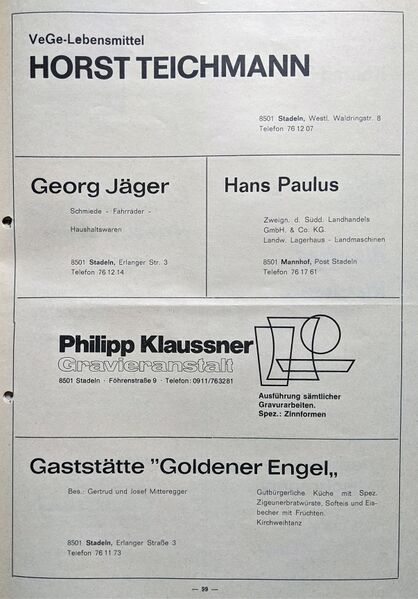 VeGe-Lebensmittel
HORST TEICHMANN
8501 Stadeln, Westl. Waldringstr. 8
Telefon 76 12 07
Georg Jäger
Schmiede - Fahrräder -
Haushaltswaren
8501 Stadeln, Erlanger Str. 3
Telefon 76 12 14
Hans Paulus
Zweign. d. Südd. Landhandels
GmbH. & Co. KG.
Landw. Lagerhaus - Landmaschinen
8501 Mannhof, Post Stadeln
Telefon 76 17 61
Philipp Klaussner
Gravieranstalt
8501 Stadeln · Föhrenstraße 9 · Telefon: 0911/763281
Ausführung sämtlicher
Gravurarbeiten.
Spez.: Zinnformen
Gaststätte ”Goldener Engel„
Bes.: Gertrud und Josef Mitteregger
8501 Stadeln, Erlanger Straße 3
Telefon 76 11 73
Gutbürgerliche Küche mit Spez.
Zigeunerbratwürste, Softeis und Eis-
becher mit Früchten.
Kirchweihtanz
— 99 —